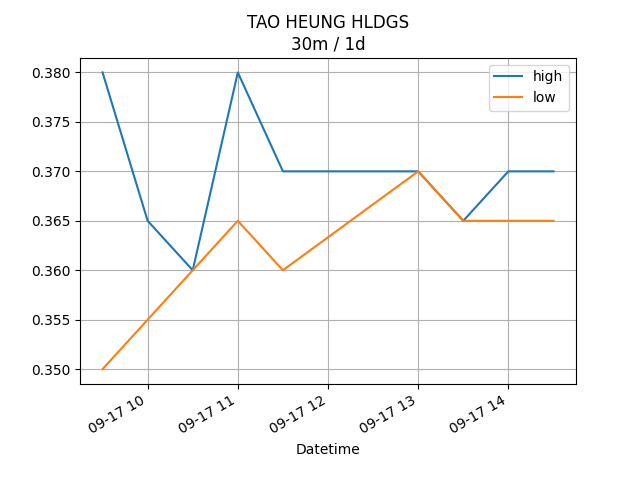 TAO HEUNG HLDGS
30m / 1d
high
low
0.380
0.375
0.370
0.365
0.360
0.355
0.350
09-17 10
09-17 11
09-17 12
09-17 13
09-17 14
Datetime